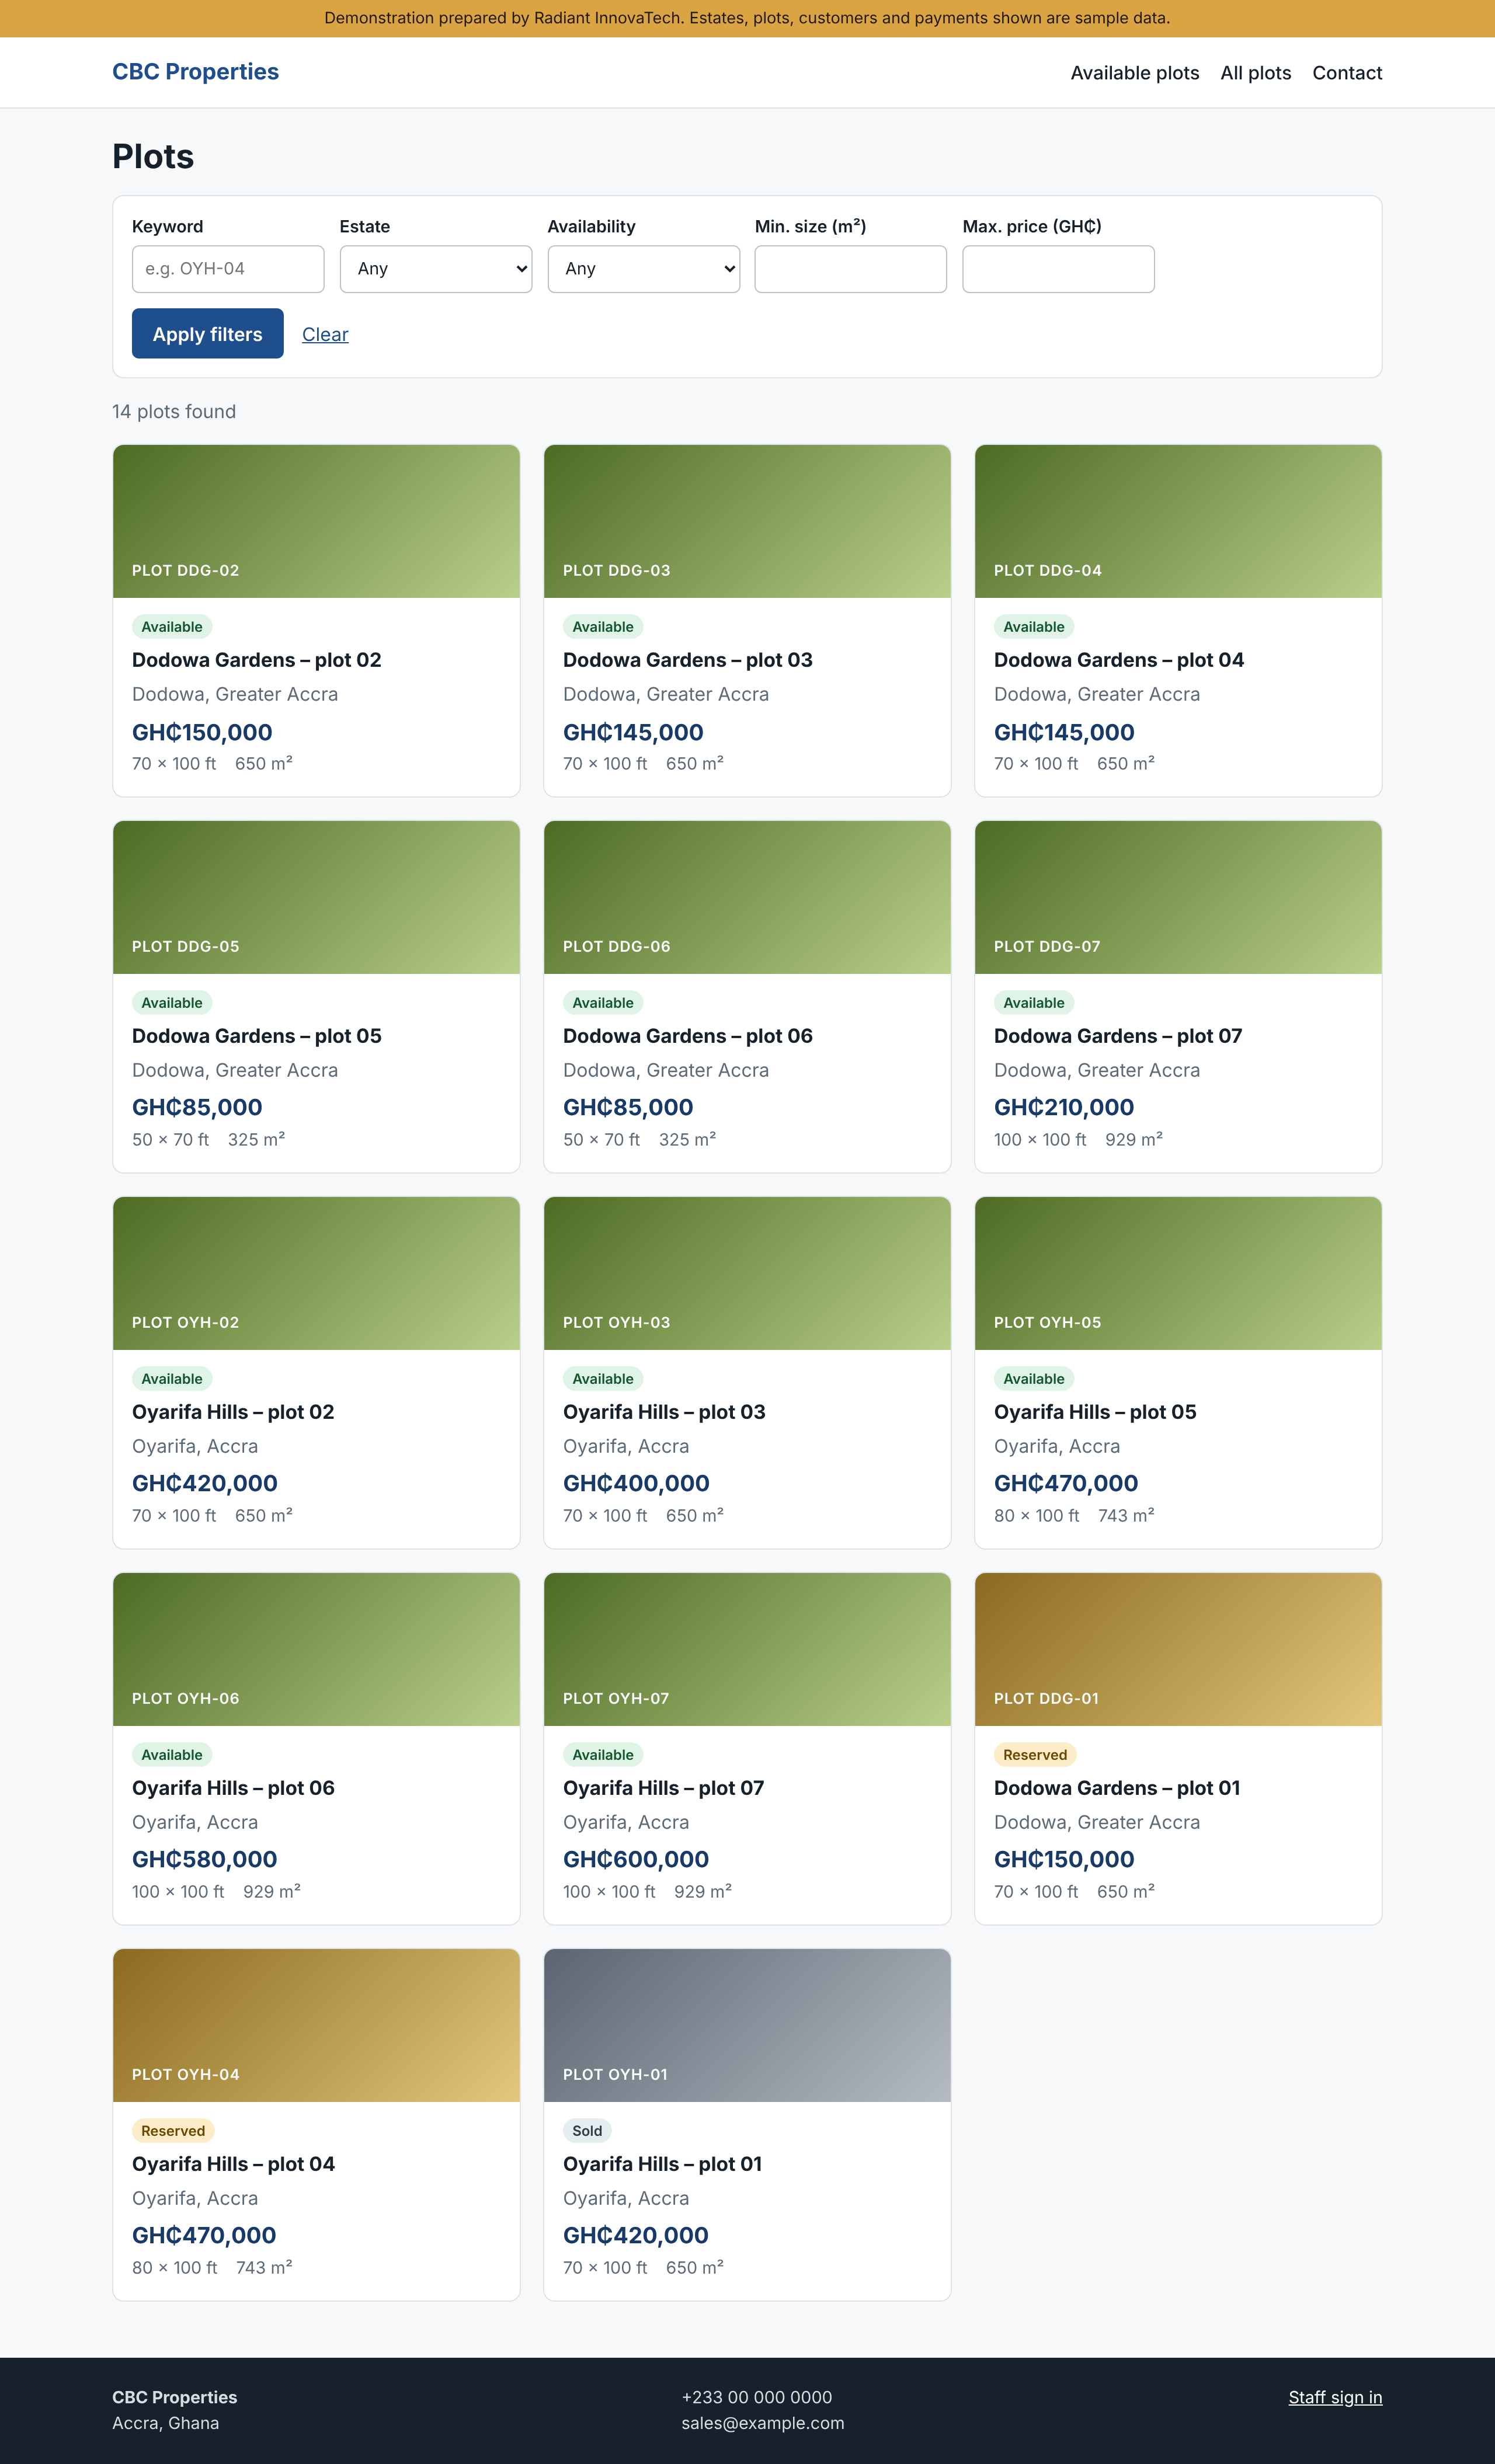 Demonstration prepared by Radiant InnovaTech. Estates, plots, customers and payments shown are sample data.
CBC Properties
Available plots All plots Contact
Plots
Keyword Estate Availability Min. size (m²) Max. price (GH₵)
e.g. OYH-04 Any Any
Apply filters Clear
14 plots found
PLOT DDG-02
Available
Dodowa Gardens – plot 02
Dodowa, Greater Accra
GH₵150,000
70 × 100 ft 650 m²
PLOT DDG-03
Available
Dodowa Gardens – plot 03
Dodowa, Greater Accra
GH₵145,000
70 × 100 ft 650 m²
PLOT DDG-04
Available
Dodowa Gardens – plot 04
Dodowa, Greater Accra
GH₵145,000
70 × 100 ft 650 m²
PLOT DDG-05
Available
Dodowa Gardens – plot 05
Dodowa, Greater Accra
GH₵85,000
50 × 70 ft 325 m²
PLOT DDG-06
Available
Dodowa Gardens – plot 06
Dodowa, Greater Accra
GH₵85,000
50 × 70 ft 325 m²
PLOT DDG-07
Available
Dodowa Gardens – plot 07
Dodowa, Greater Accra
GH₵210,000
100 × 100 ft 929 m²
PLOT OYH-02
Available
Oyarifa Hills – plot 02
Oyarifa, Accra
GH₵420,000
70 × 100 ft 650 m²
PLOT OYH-03
Available
Oyarifa Hills – plot 03
Oyarifa, Accra
GH₵400,000
70 × 100 ft 650 m²
PLOT OYH-05
Available
Oyarifa Hills – plot 05
Oyarifa, Accra
GH₵470,000
80 × 100 ft 743 m²
PLOT OYH-06
Available
Oyarifa Hills – plot 06
Oyarifa, Accra
GH₵580,000
100 × 100 ft 929 m²
PLOT OYH-07
Available
Oyarifa Hills – plot 07
Oyarifa, Accra
GH₵600,000
100 × 100 ft 929 m²
PLOT DDG-01
Reserved
Dodowa Gardens – plot 01
Dodowa, Greater Accra
GH₵150,000
70 × 100 ft 650 m²
PLOT OYH-04
Reserved
Oyarifa Hills – plot 04
Oyarifa, Accra
GH₵470,000
80 × 100 ft 743 m²
PLOT OYH-01
Sold
Oyarifa Hills – plot 01
Oyarifa, Accra
GH₵420,000
70 × 100 ft 650 m²
CBC Properties
Accra, Ghana
+233 00 000 0000
sales@example.com
Staff sign in